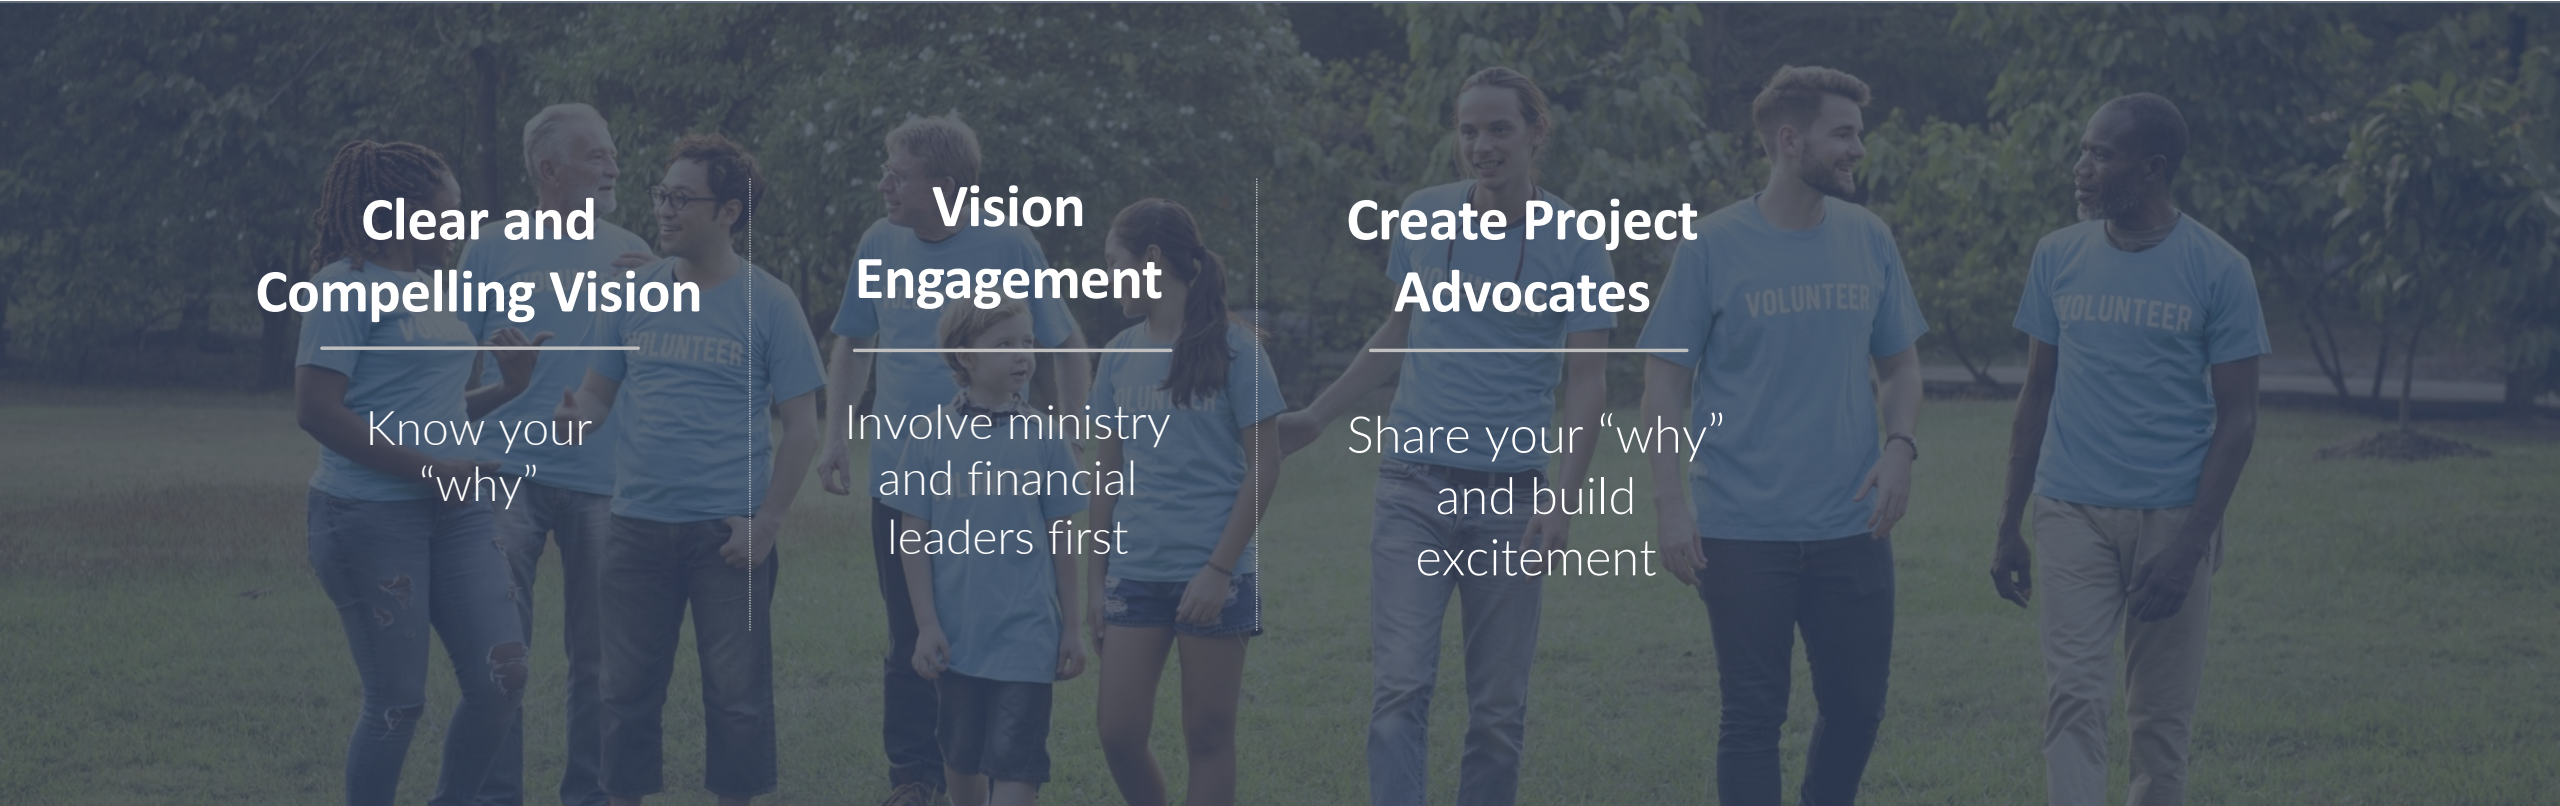 Clear and
Compelling Vision
Know your
“why”
Vision
Engagement
Involve ministry
and financial
leaders first
Create Project
Advocates
Share your “why”
and build
excitement
VOLUNTEER
VOLUNTEER